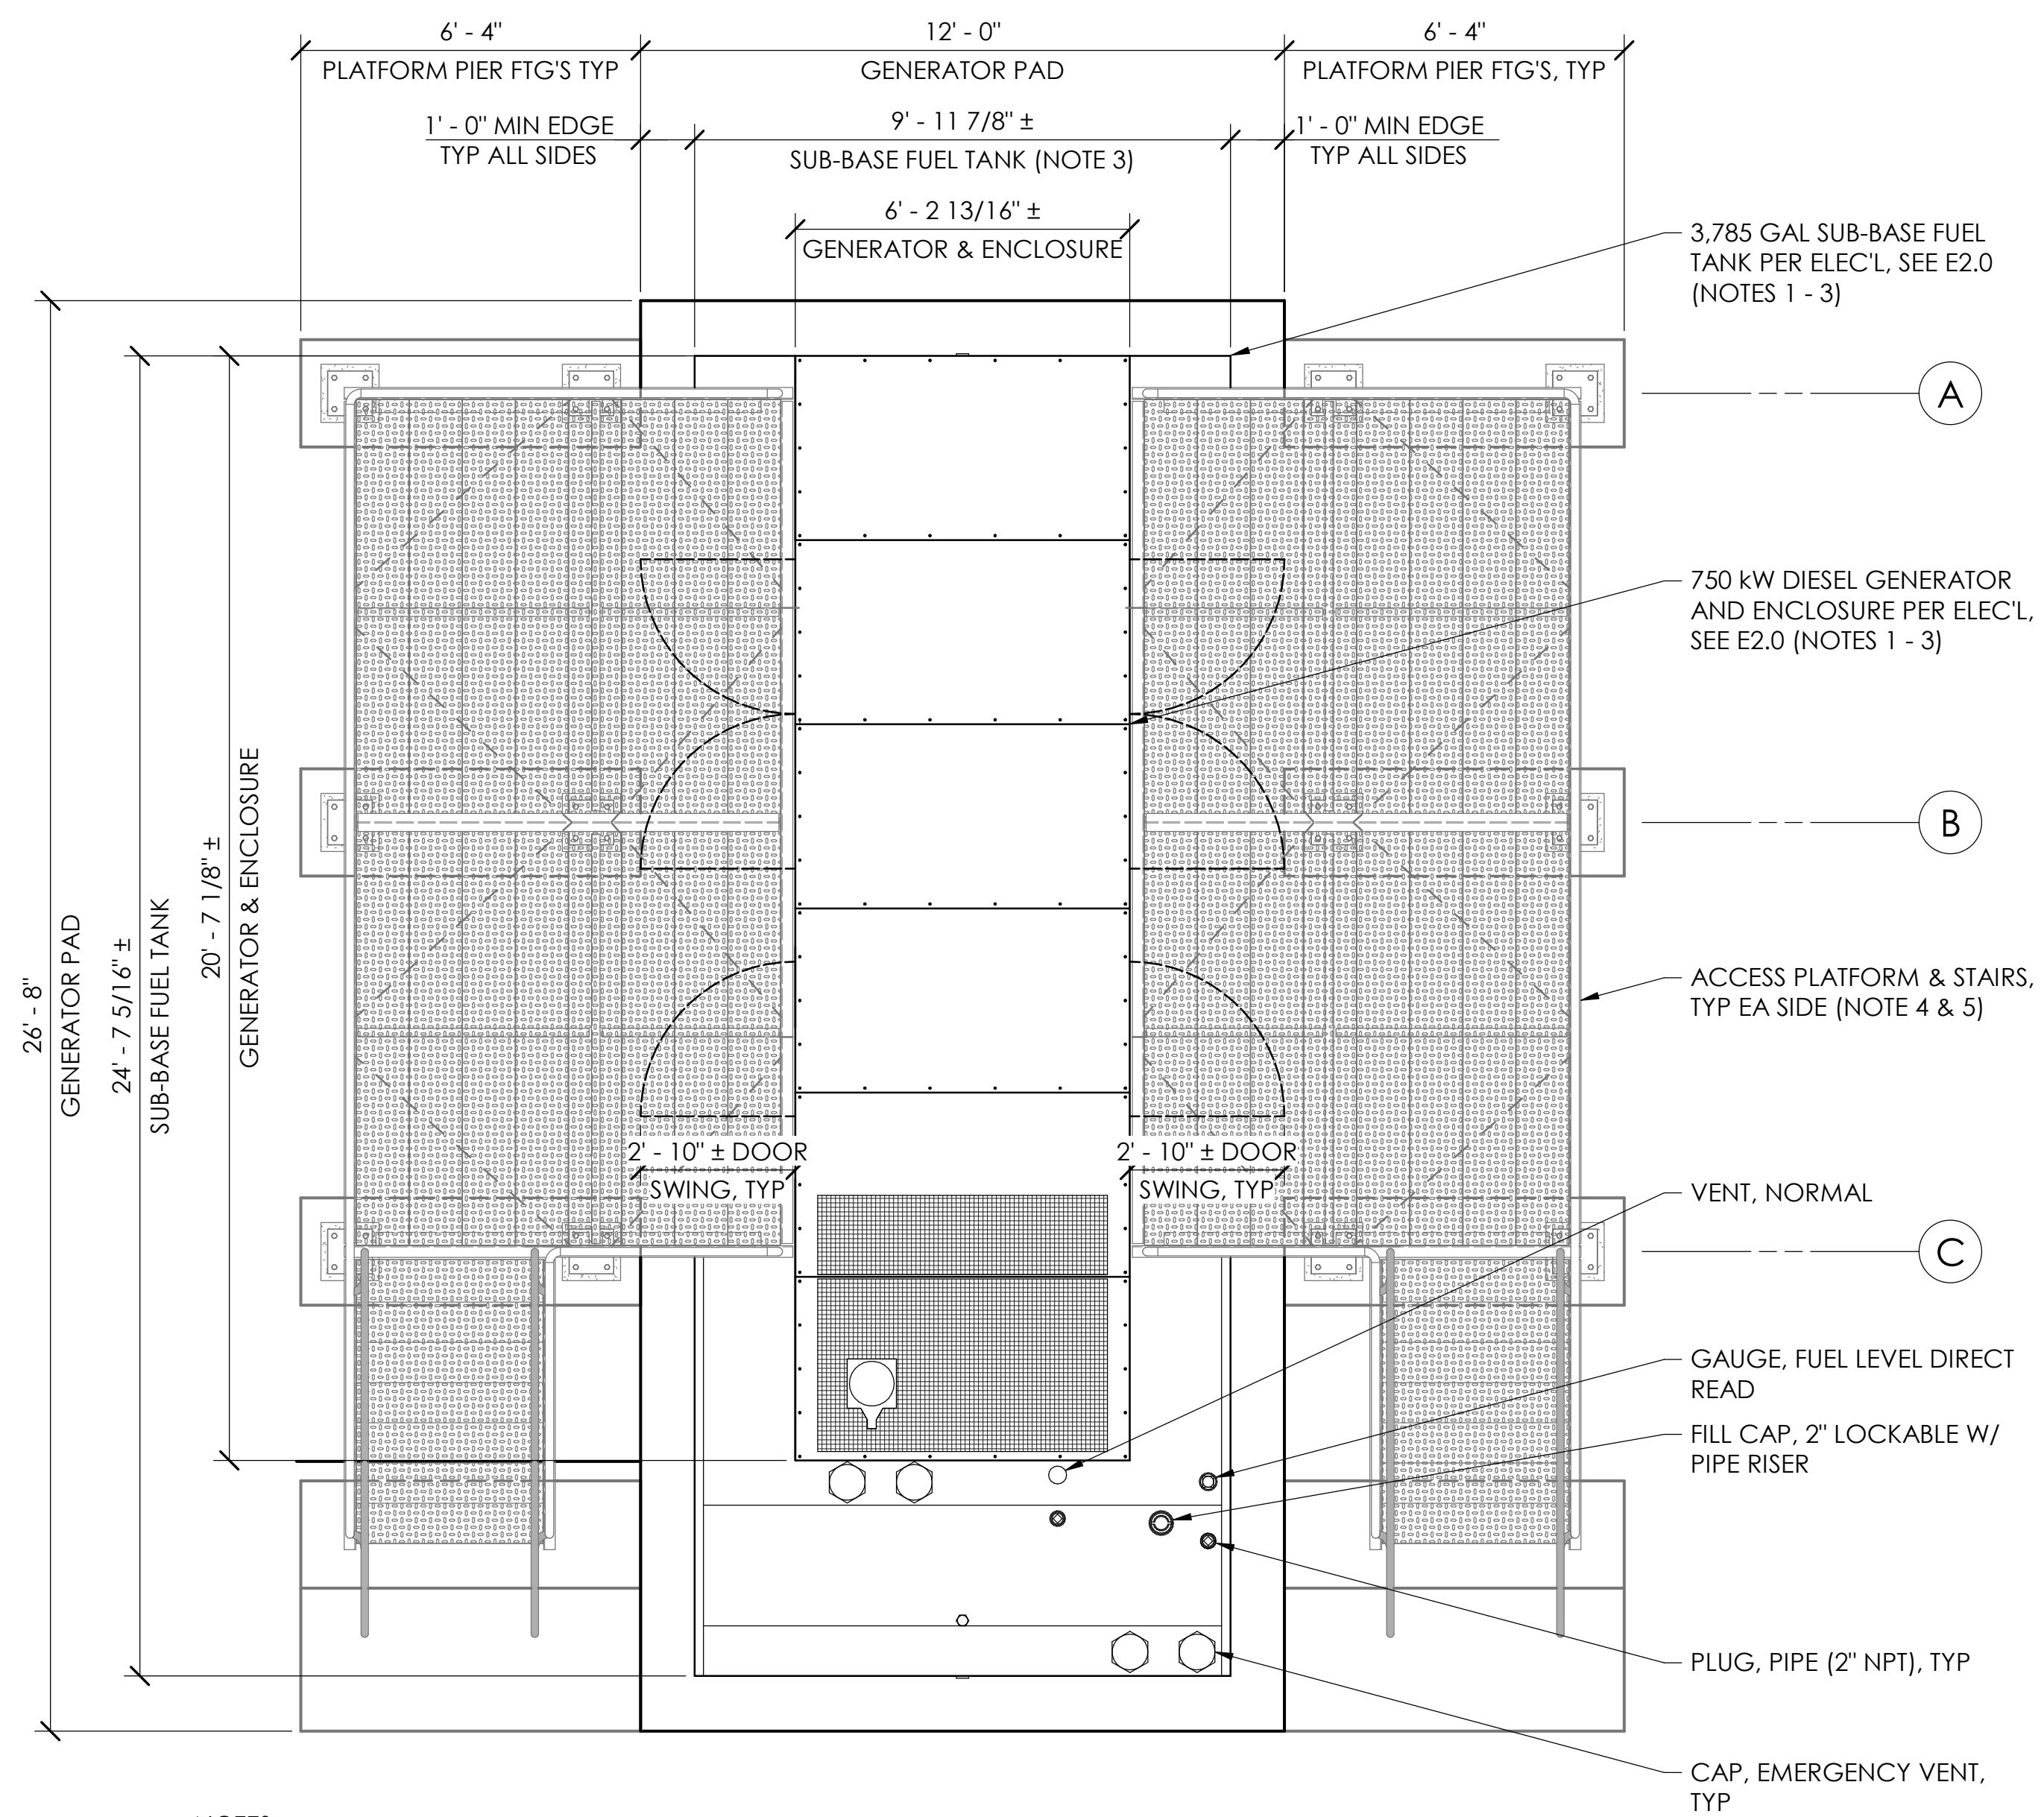 6' - 4"
12' - 0"
6' - 4"
PLATFORM PIER FTG'S TYP
GENERATOR PAD
PLATFORM PIER FTG'S, TYP
1' - 0" MIN EDGE
TYP ALL SIDES
9' - 11 7/8" ±
SUB-BASE FUEL TANK (NOTE 3)
1' - 0" MIN EDGE
TYP ALL SIDES
6' - 2 13/16" ±
GENERATOR & ENCLOSURE
3,785 GAL SUB-BASE FUEL
TANK PER ELEC'L, SEE E2.0
(NOTES 1 - 3)
A
750 kW DIESEL GENERATOR
AND ENCLOSURE PER ELEC'L,
SEE E2.0 (NOTES 1 - 3)
B
26' - 8"
GENERATOR PAD
24' - 7 5/16" ±
SUB-BASE FUEL TANK
20' - 7 1/8" ±
GENERATOR & ENCLOSURE
ACCESS PLATFORM & STAIRS,
TYP EA SIDE (NOTE 4 & 5)
2' - 10" ± DOOR
SWING, TYP
2' - 10" ± DOOR
SWING, TYP
VENT, NORMAL
C
GAUGE, FUEL LEVEL DIRECT
READ
FILL CAP, 2" LOCKABLE W/
PIPE RISER
PLUG, PIPE (2" NPT), TYP
CAP, EMERGENCY VENT,
TYP